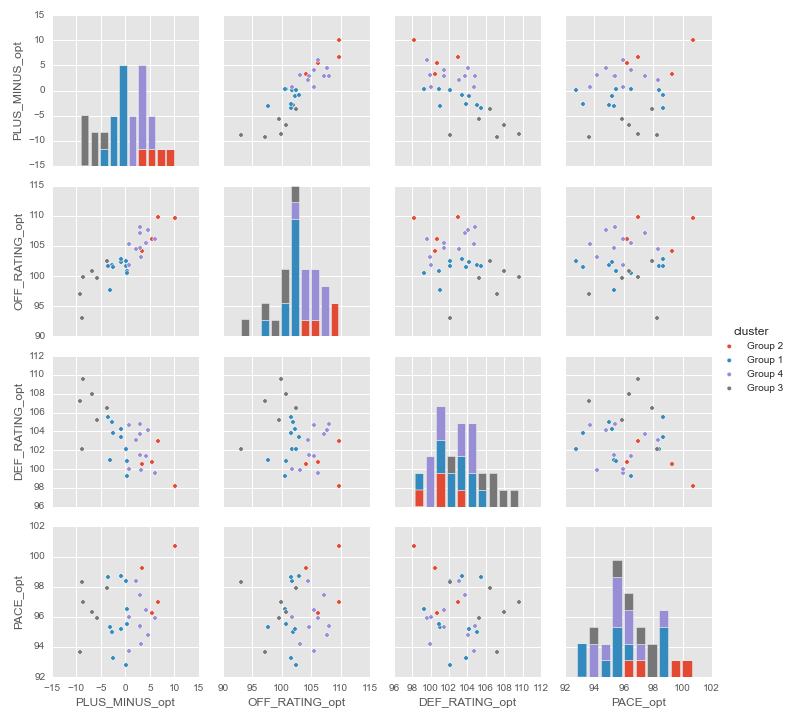 15
10
5
0
−5
−10
−15
PLUS_MINUS_opt
115
110
105
100
95
90
OFF_RATING_opt
112
110
108
106
104
102
100
98
96
DEF_RATING_opt
102
100
98
96
94
92
PACE_opt
−15 −10 −5 0 5 10 15
PLUS_MINUS_opt
90 95 100 105 110 115
OFF_RATING_opt
96 98 100 102 104 106 108 110 112
DEF_RATING_opt
92 94 96 98 100 102
PACE_opt
cluster
Group 2
Group 1
Group 4
Group 3